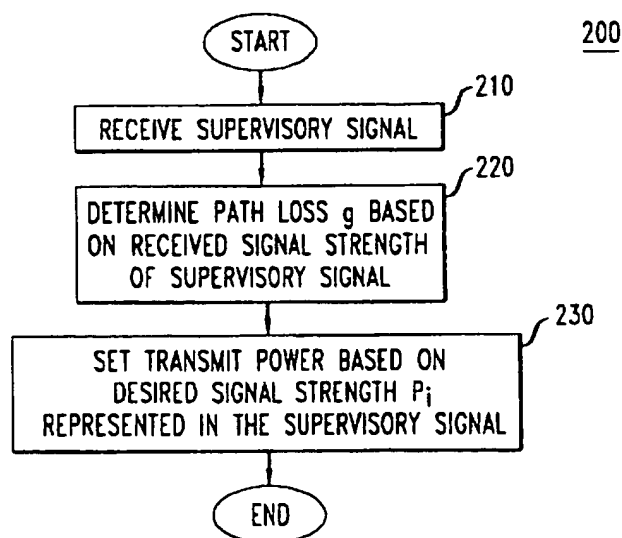 START
200
210
RECEIVE SUPERVISORY SIGNAL
220
DETERMINE PATH LOSS g BASED
ON RECEIVED SIGNAL STRENGTH
OF SUPERVISORY SIGNAL
230
SET TRANSMIT POWER BASED ON
DESIRED SIGNAL STRENGTH Pi
REPRESENTED IN THE SUPERVISORY SIGNAL
END